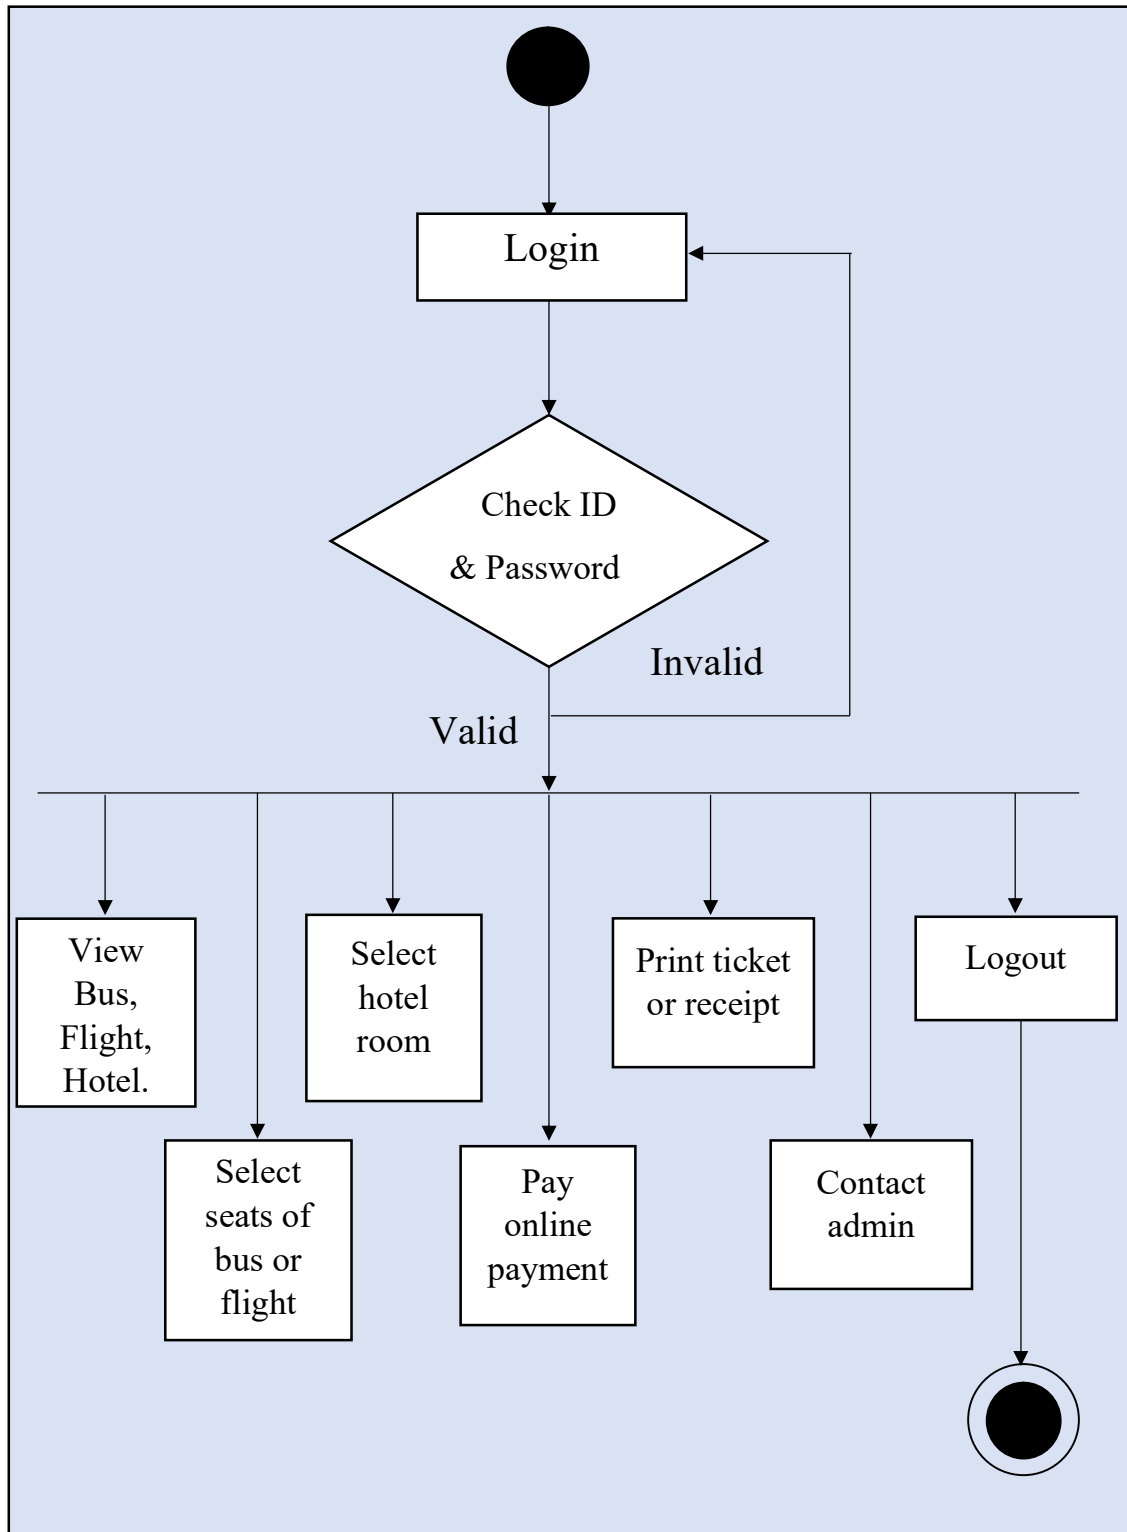 Login
Check ID
& Password
Invalid
Valid
View
Bus,
Flight,
Hotel.
Select
hotel
room
Print ticket
or receipt
Logout
Select
seats of
bus or
flight
Pay
online
payment
Contact
admin